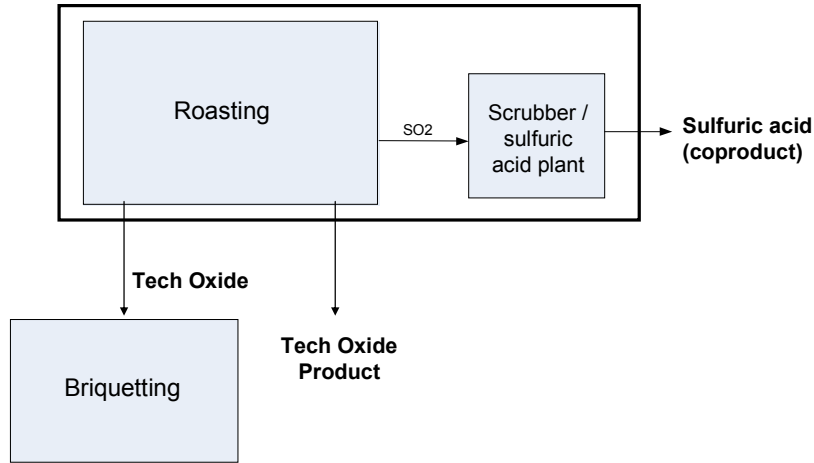 Roasting
SO2
Scrubber /
sulfuric
acid plant
Sulfuric acid
(coproduct)
Tech Oxide
Tech Oxide
Product
Briquetting